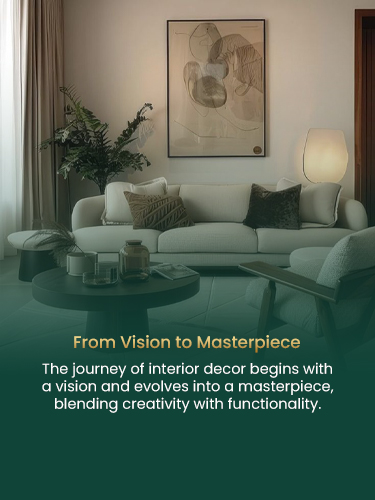 From Vision to Masterpiece
The journey of interior decor begins with
a vision and evolves into a masterpiece,
blending creativity with functionality.